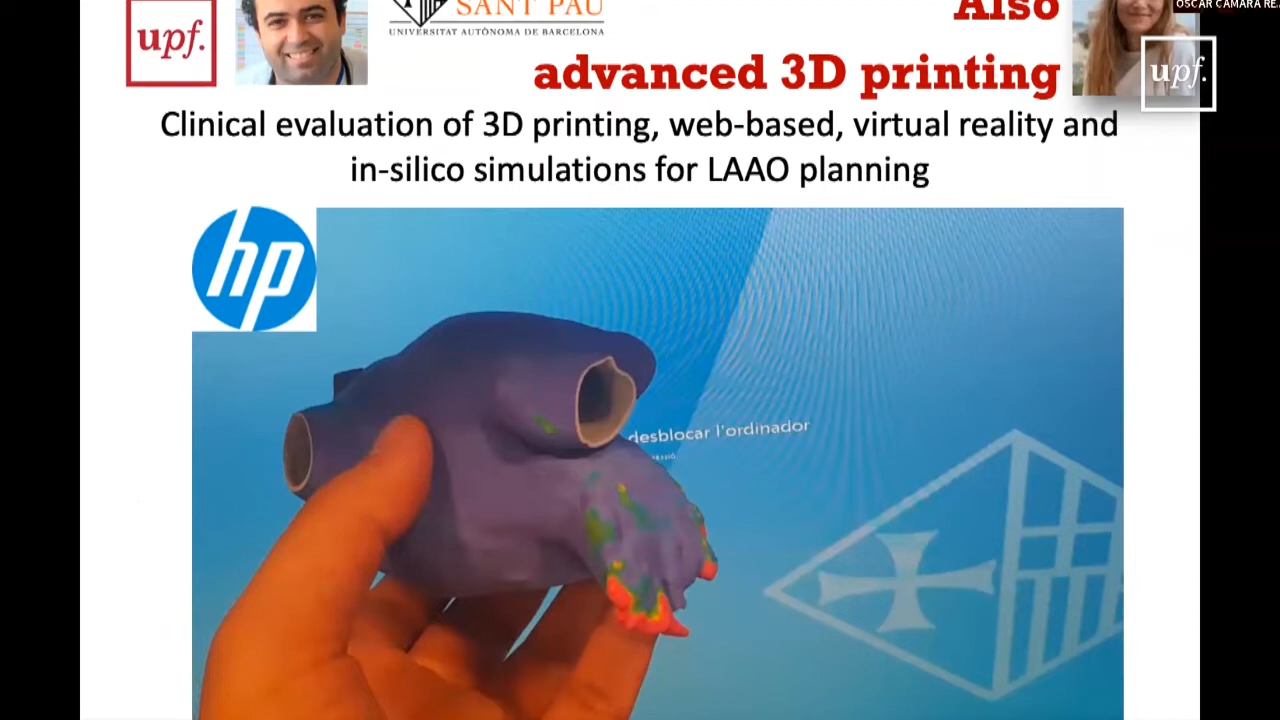 OSCAR CAMARA RE
upf.
SANT PAU
UNIVERSITAT AUTÒNOMA DE BARCELONA
Also
advanced 3D printing
upf.
Clinical evaluation of 3D printing, web-based, virtual reality and
in-silico simulations for LAAO planning
hp
desblocar l'ordinador